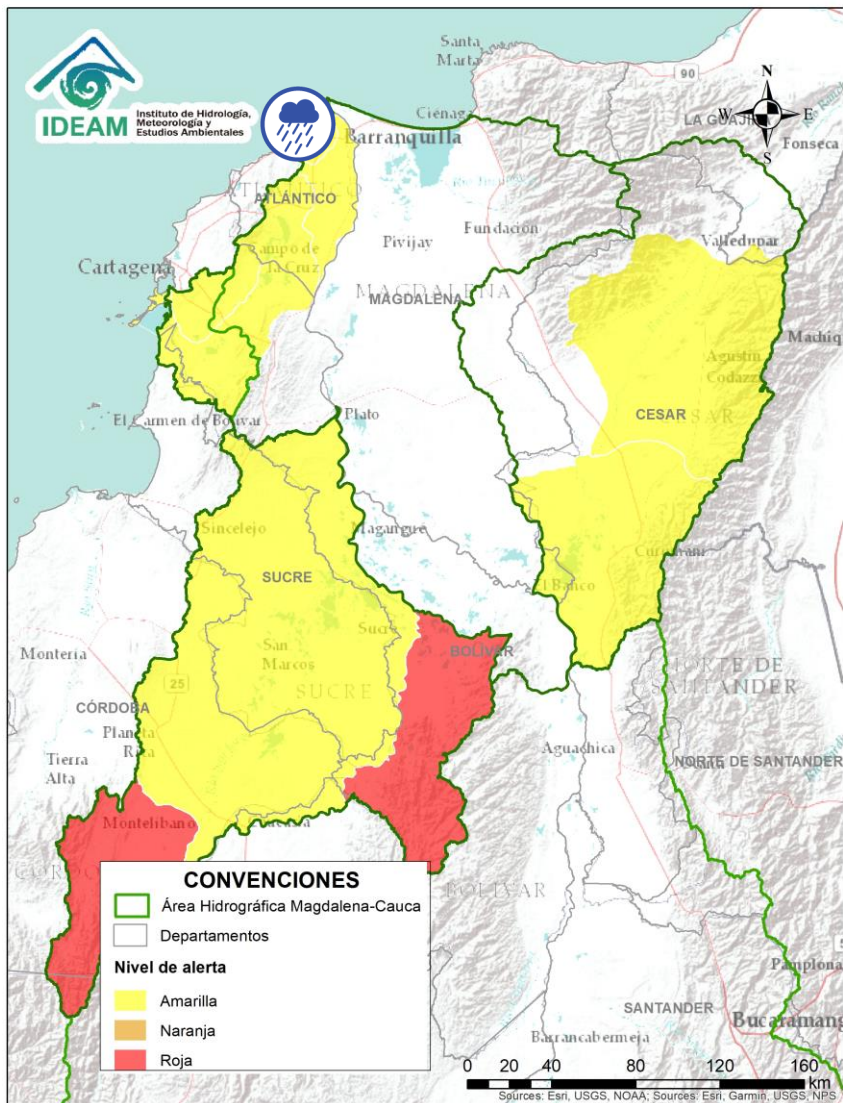 IDEAM
Instituto de Hidrología,
Meteorología y
Estudios Ambientales
Santa
Marta
90
N
W
E
S
LA GUAJIRA
Fonseca
Ciénaga
Barranquilla
ATLÁNTICO
Fundación
Pivijay
Valledupar
Campo de
la Cruz
Cartagena
MAGDALENA
MAGDALENA
Agustín
Codazzi
CESAR
Plato
El Carmen de Bolívar
Sincelejo
Magangue
El Banco
SUCRE
Sucre
San
Marcos
SUCRE
BOLÍVAR
Montería
25
CÓRDOBA
Planeta
Rica
Tierra
Alta
NORTE DE
SANTANDER
Aguachica
NORTE DE SANTANDER
Montelíbano
BOLÍVAR
CONVENCIONES
Área Hidrográfica Magdalena-Cauca
Departamentos
Nivel de alerta
Amarilla
Naranja
Roja
Pamplona
SANTANDER
Bucaramang
Barrancabermeja
0 20 40 80 120 160
km
Sources: Esri, USGS, NOAA; Sources: Esri, Garmin, USGS, NPS